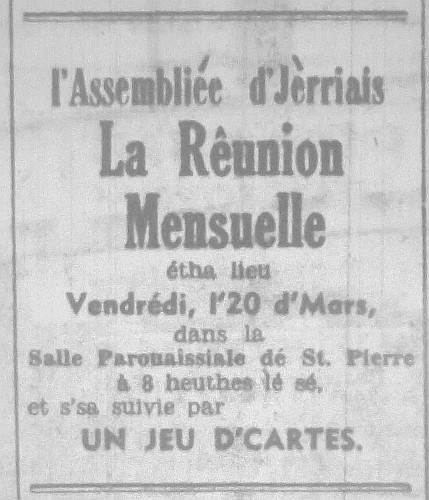 l'Assembliée d'Jèrriais
La Rêunion
Mensuelle
étha lieu
Vendrédi, l'20 d'Mars,
dans la
Salle Parouaissiale dé St. Pierre
à 8 heuthes lé sé,
et s'sa suivie par
UN JEU D'CARTES.